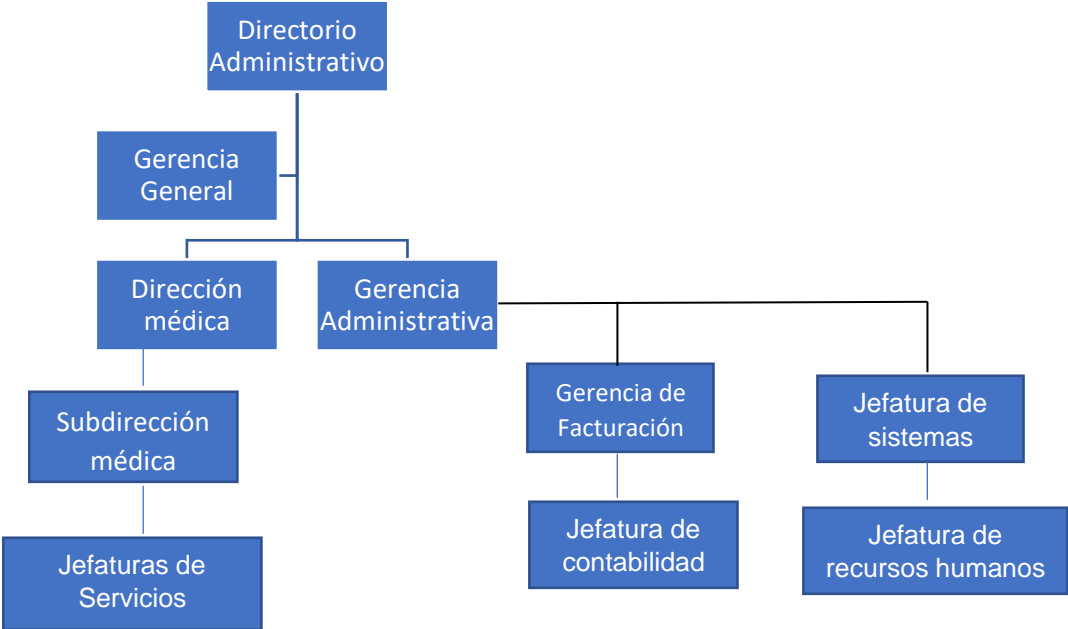 Directorio
Administrativo
Gerencia
General
Dirección
médica
Gerencia
Administrativa
Subdirección
médica
Gerencia de
Facturación
Jefatura de
sistemas
Jefaturas de
Servicios
Jefatura de
contabilidad
Jefatura de
recursos humanos